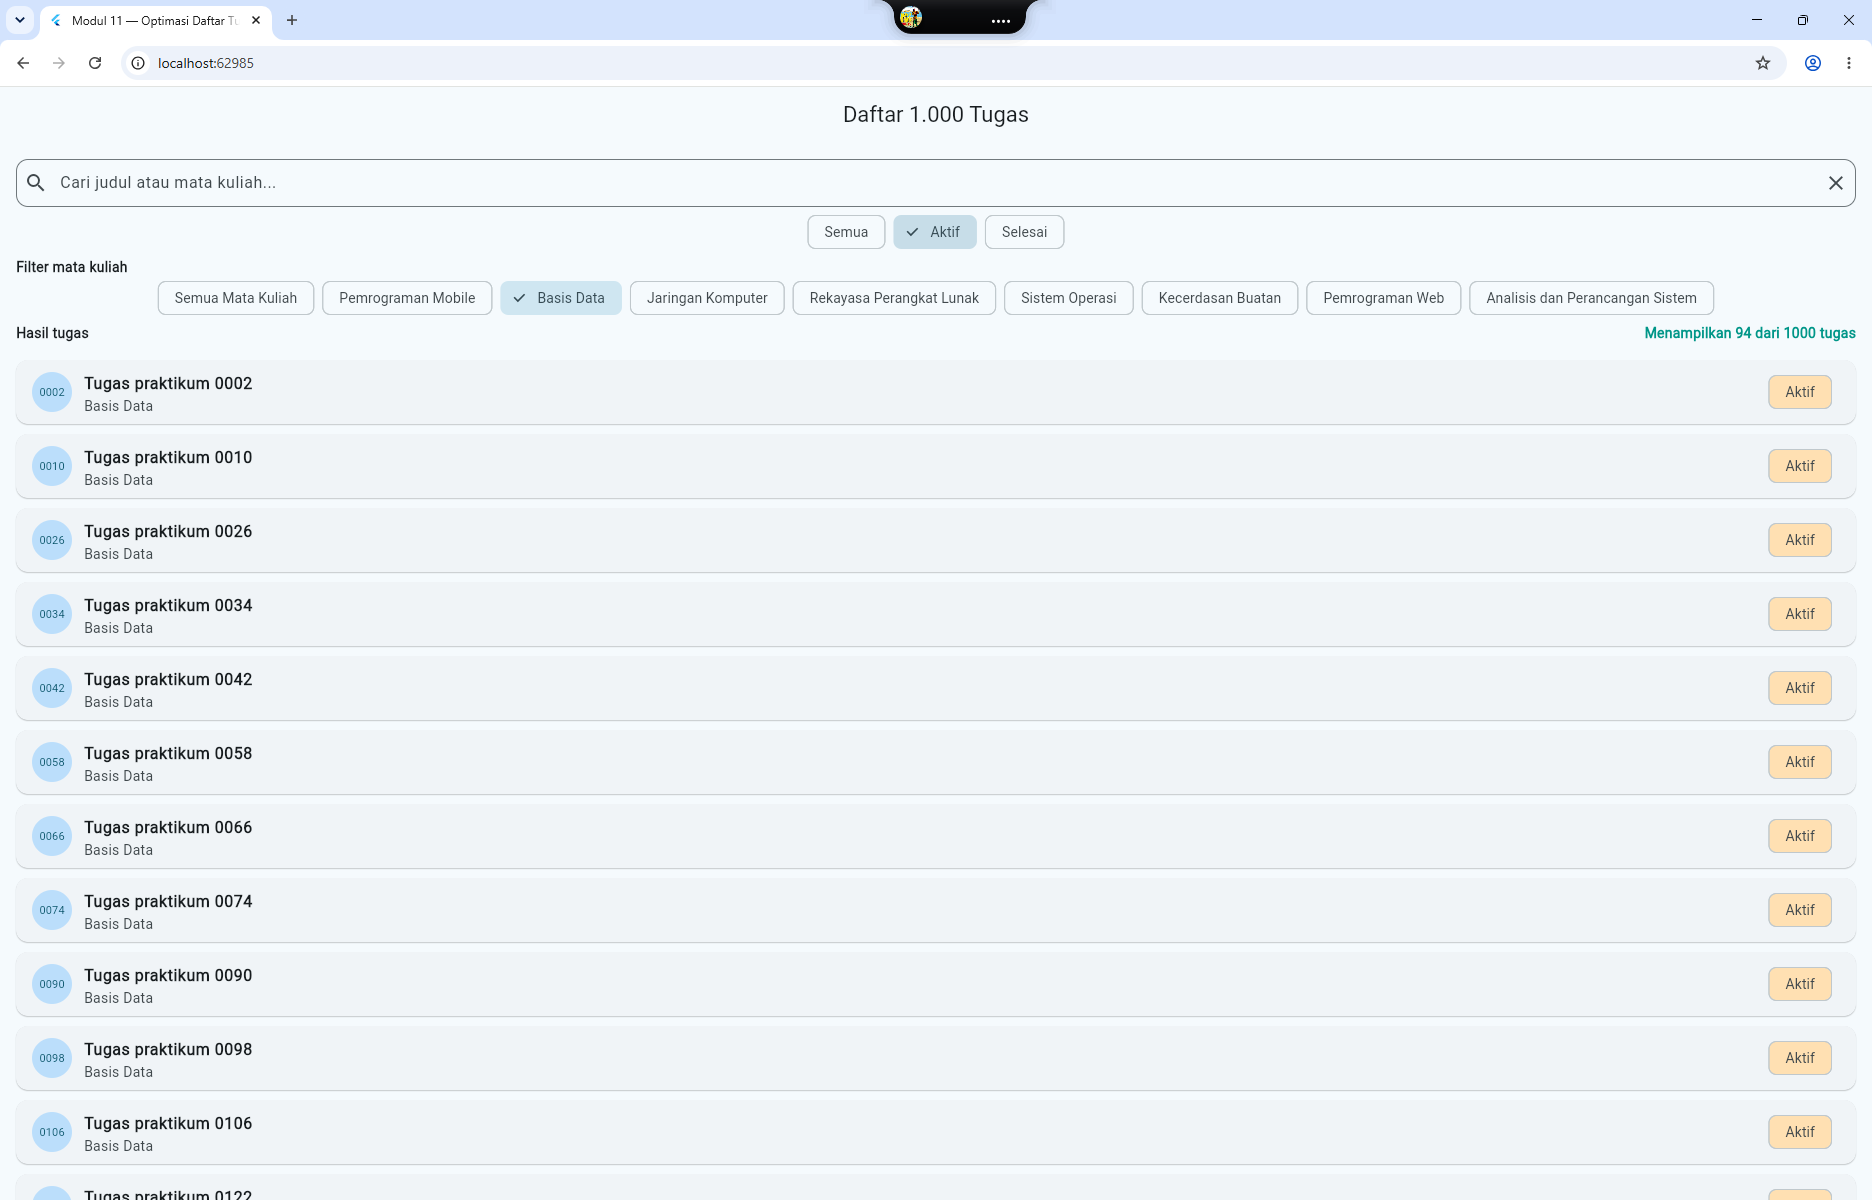 Modul 11 — Optimasi Daftar Tu
localhost:62985
Daftar 1.000 Tugas
Cari judul atau mata kuliah...
Semua Aktif Selesai
Filter mata kuliah
Semua Mata Kuliah Pemrograman Mobile Basis Data Jaringan Komputer Rekayasa Perangkat Lunak Sistem Operasi Kecerdasan Buatan Pemrograman Web Analisis dan Perancangan Sistem
Hasil tugas Menampilkan 94 dari 1000 tugas
0002 Tugas praktikum 0002 Aktif
Basis Data
0010 Tugas praktikum 0010 Aktif
Basis Data
0026 Tugas praktikum 0026 Aktif
Basis Data
0034 Tugas praktikum 0034 Aktif
Basis Data
0042 Tugas praktikum 0042 Aktif
Basis Data
0058 Tugas praktikum 0058 Aktif
Basis Data
0066 Tugas praktikum 0066 Aktif
Basis Data
0074 Tugas praktikum 0074 Aktif
Basis Data
0090 Tugas praktikum 0090 Aktif
Basis Data
0098 Tugas praktikum 0098 Aktif
Basis Data
0106 Tugas praktikum 0106 Aktif
Basis Data
Tugas praktikum 0122